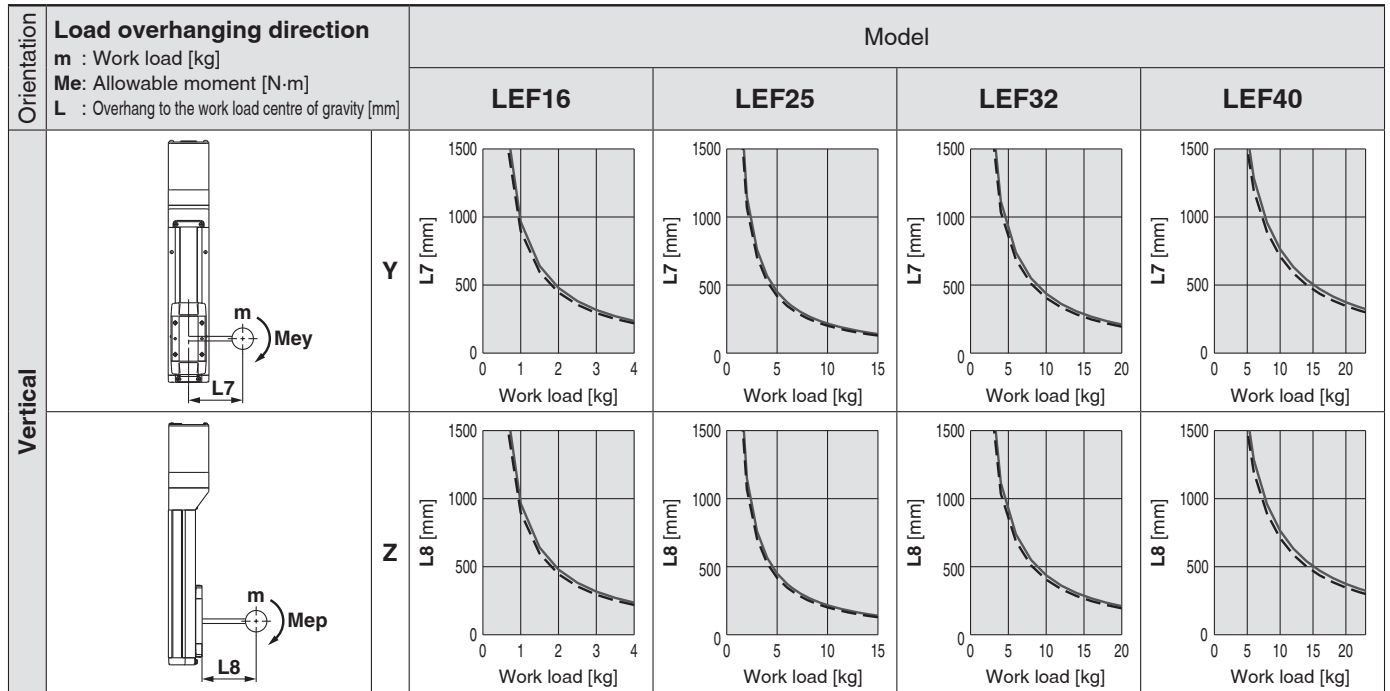 Orientation
Load overhanging direction
m : Work load [kg]
Me: Allowable moment [N·m]
L : Overhang to the work load centre of gravity [mm]
Model
LEF16
LEF25
LEF32
LEF40
Vertical
m
Mey
L7
Y
L7 [mm]
1500
1000
500
0
0 1 2 3 4
Work load [kg]
L7 [mm]
1500
1000
500
0
0 5 10 15
Work load [kg]
L7 [mm]
1500
1000
500
0
0 5 10 15 20
Work load [kg]
L7 [mm]
1500
1000
500
0
0 5 10 15 20
Work load [kg]
m
Mep
L8
Z
L8 [mm]
1500
1000
500
0
0 1 2 3 4
Work load [kg]
L8 [mm]
1500
1000
500
0
0 5 10 15
Work load [kg]
L8 [mm]
1500
1000
500
0
0 5 10 15 20
Work load [kg]
L8 [mm]
1500
1000
500
0
0 5 10 15 20
Work load [kg]